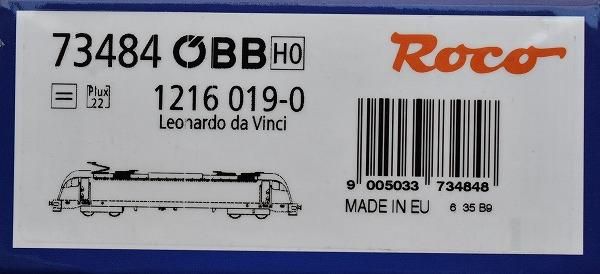 73484 ÖBB H0 Roco
Plux 22 1216 019-0
Leonardo da Vinci
9 005033 734848
MADE IN EU 6 35 B9